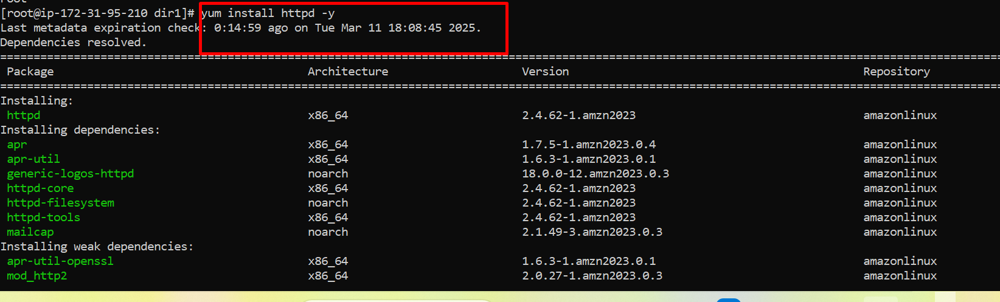 root
[root@ip-172-31-95-210 dir1]# yum install httpd -y
Last metadata expiration check: 0:14:59 ago on Tue Mar 11 18:08:45 2025.
Dependencies resolved.
================================================================================
Package Architecture Version Repository
================================================================================
Installing:
httpd x86_64 2.4.62-1.amzn2023 amazonlinux
Installing dependencies:
apr x86_64 1.7.5-1.amzn2023.0.4 amazonlinux
apr-util x86_64 1.6.3-1.amzn2023.0.1 amazonlinux
generic-logos-httpd noarch 18.0.0-12.amzn2023.0.3 amazonlinux
httpd-core x86_64 2.4.62-1.amzn2023 amazonlinux
httpd-filesystem noarch 2.4.62-1.amzn2023 amazonlinux
httpd-tools x86_64 2.4.62-1.amzn2023 amazonlinux
mailcap noarch 2.1.49-3.amzn2023.0.3 amazonlinux
Installing weak dependencies:
apr-util-openssl x86_64 1.6.3-1.amzn2023.0.1 amazonlinux
mod_http2 x86_64 2.0.27-1.amzn2023.0.3 amazonlinux